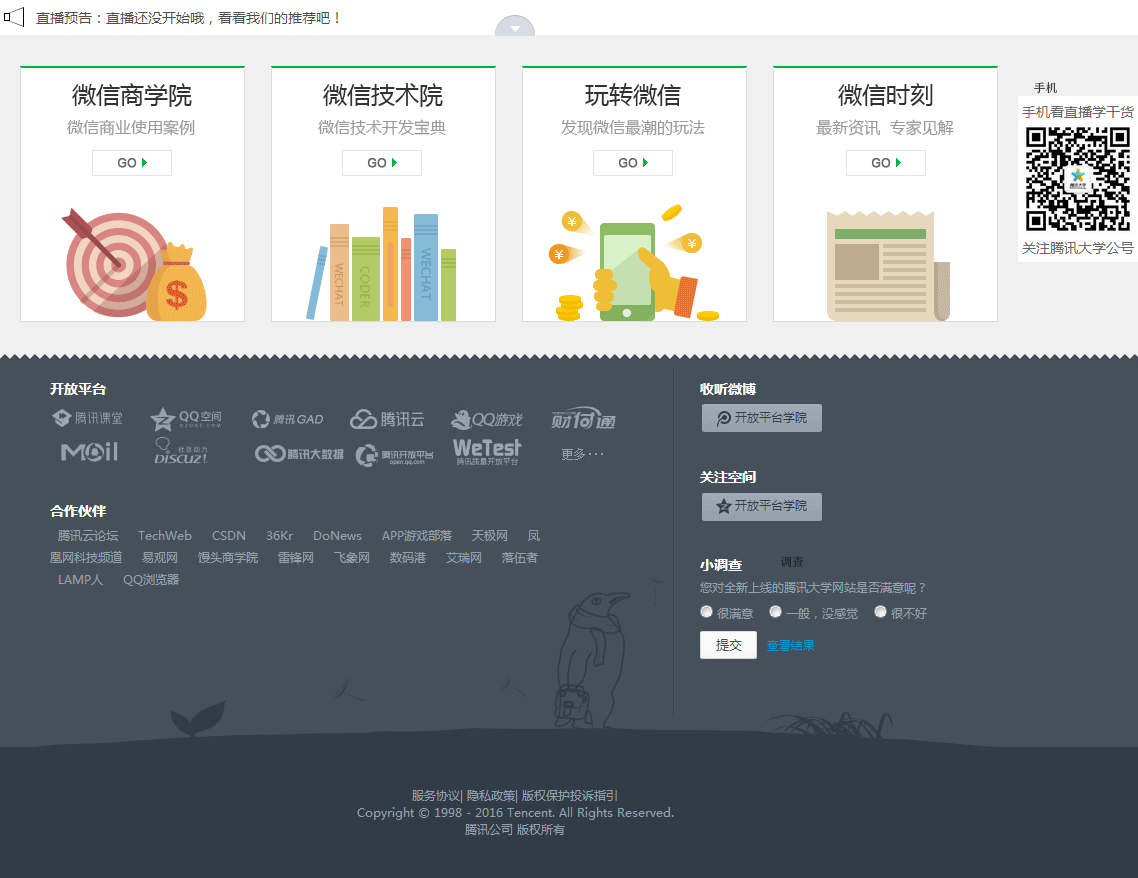 直播预告：直播还没开始哦，看看我们的推荐吧！
微信商学院
微信商业使用案例
GO
微信技术院
微信技术开发宝典
GO
WECHAT
CODER
WECHAT
玩转微信
发现微信最潮的玩法
GO
微信时刻
最新资讯 专家见解
GO
手机
手机看直播学干货
关注腾讯大学公号
开放平台
腾讯课堂
QQ空间
QZONE.COM
腾讯GAD
腾讯云
QQ游戏
财付通
Mail
社区动力
DISCUZ!
腾讯大数据
腾讯开放平台
open.qq.com
WeTest
腾讯质量开放平台
更多···
合作伙伴
腾讯云论坛 TechWeb CSDN 36Kr DoNews APP游戏部落 天极网 凤
凰网科技频道 易观网 馒头商学院 雷锋网 飞象网 数码港 艾瑞网 落伍者
LAMP人 QQ浏览器
收听微博
开放平台学院
关注空间
开放平台学院
小调查 调查
您对全新上线的腾讯大学网站是否满意呢？
很满意 一般，没感觉 很不好
提交 查看结果
服务协议| 隐私政策| 版权保护投诉指引
Copyright © 1998 - 2016 Tencent. All Rights Reserved.
腾讯公司 版权所有